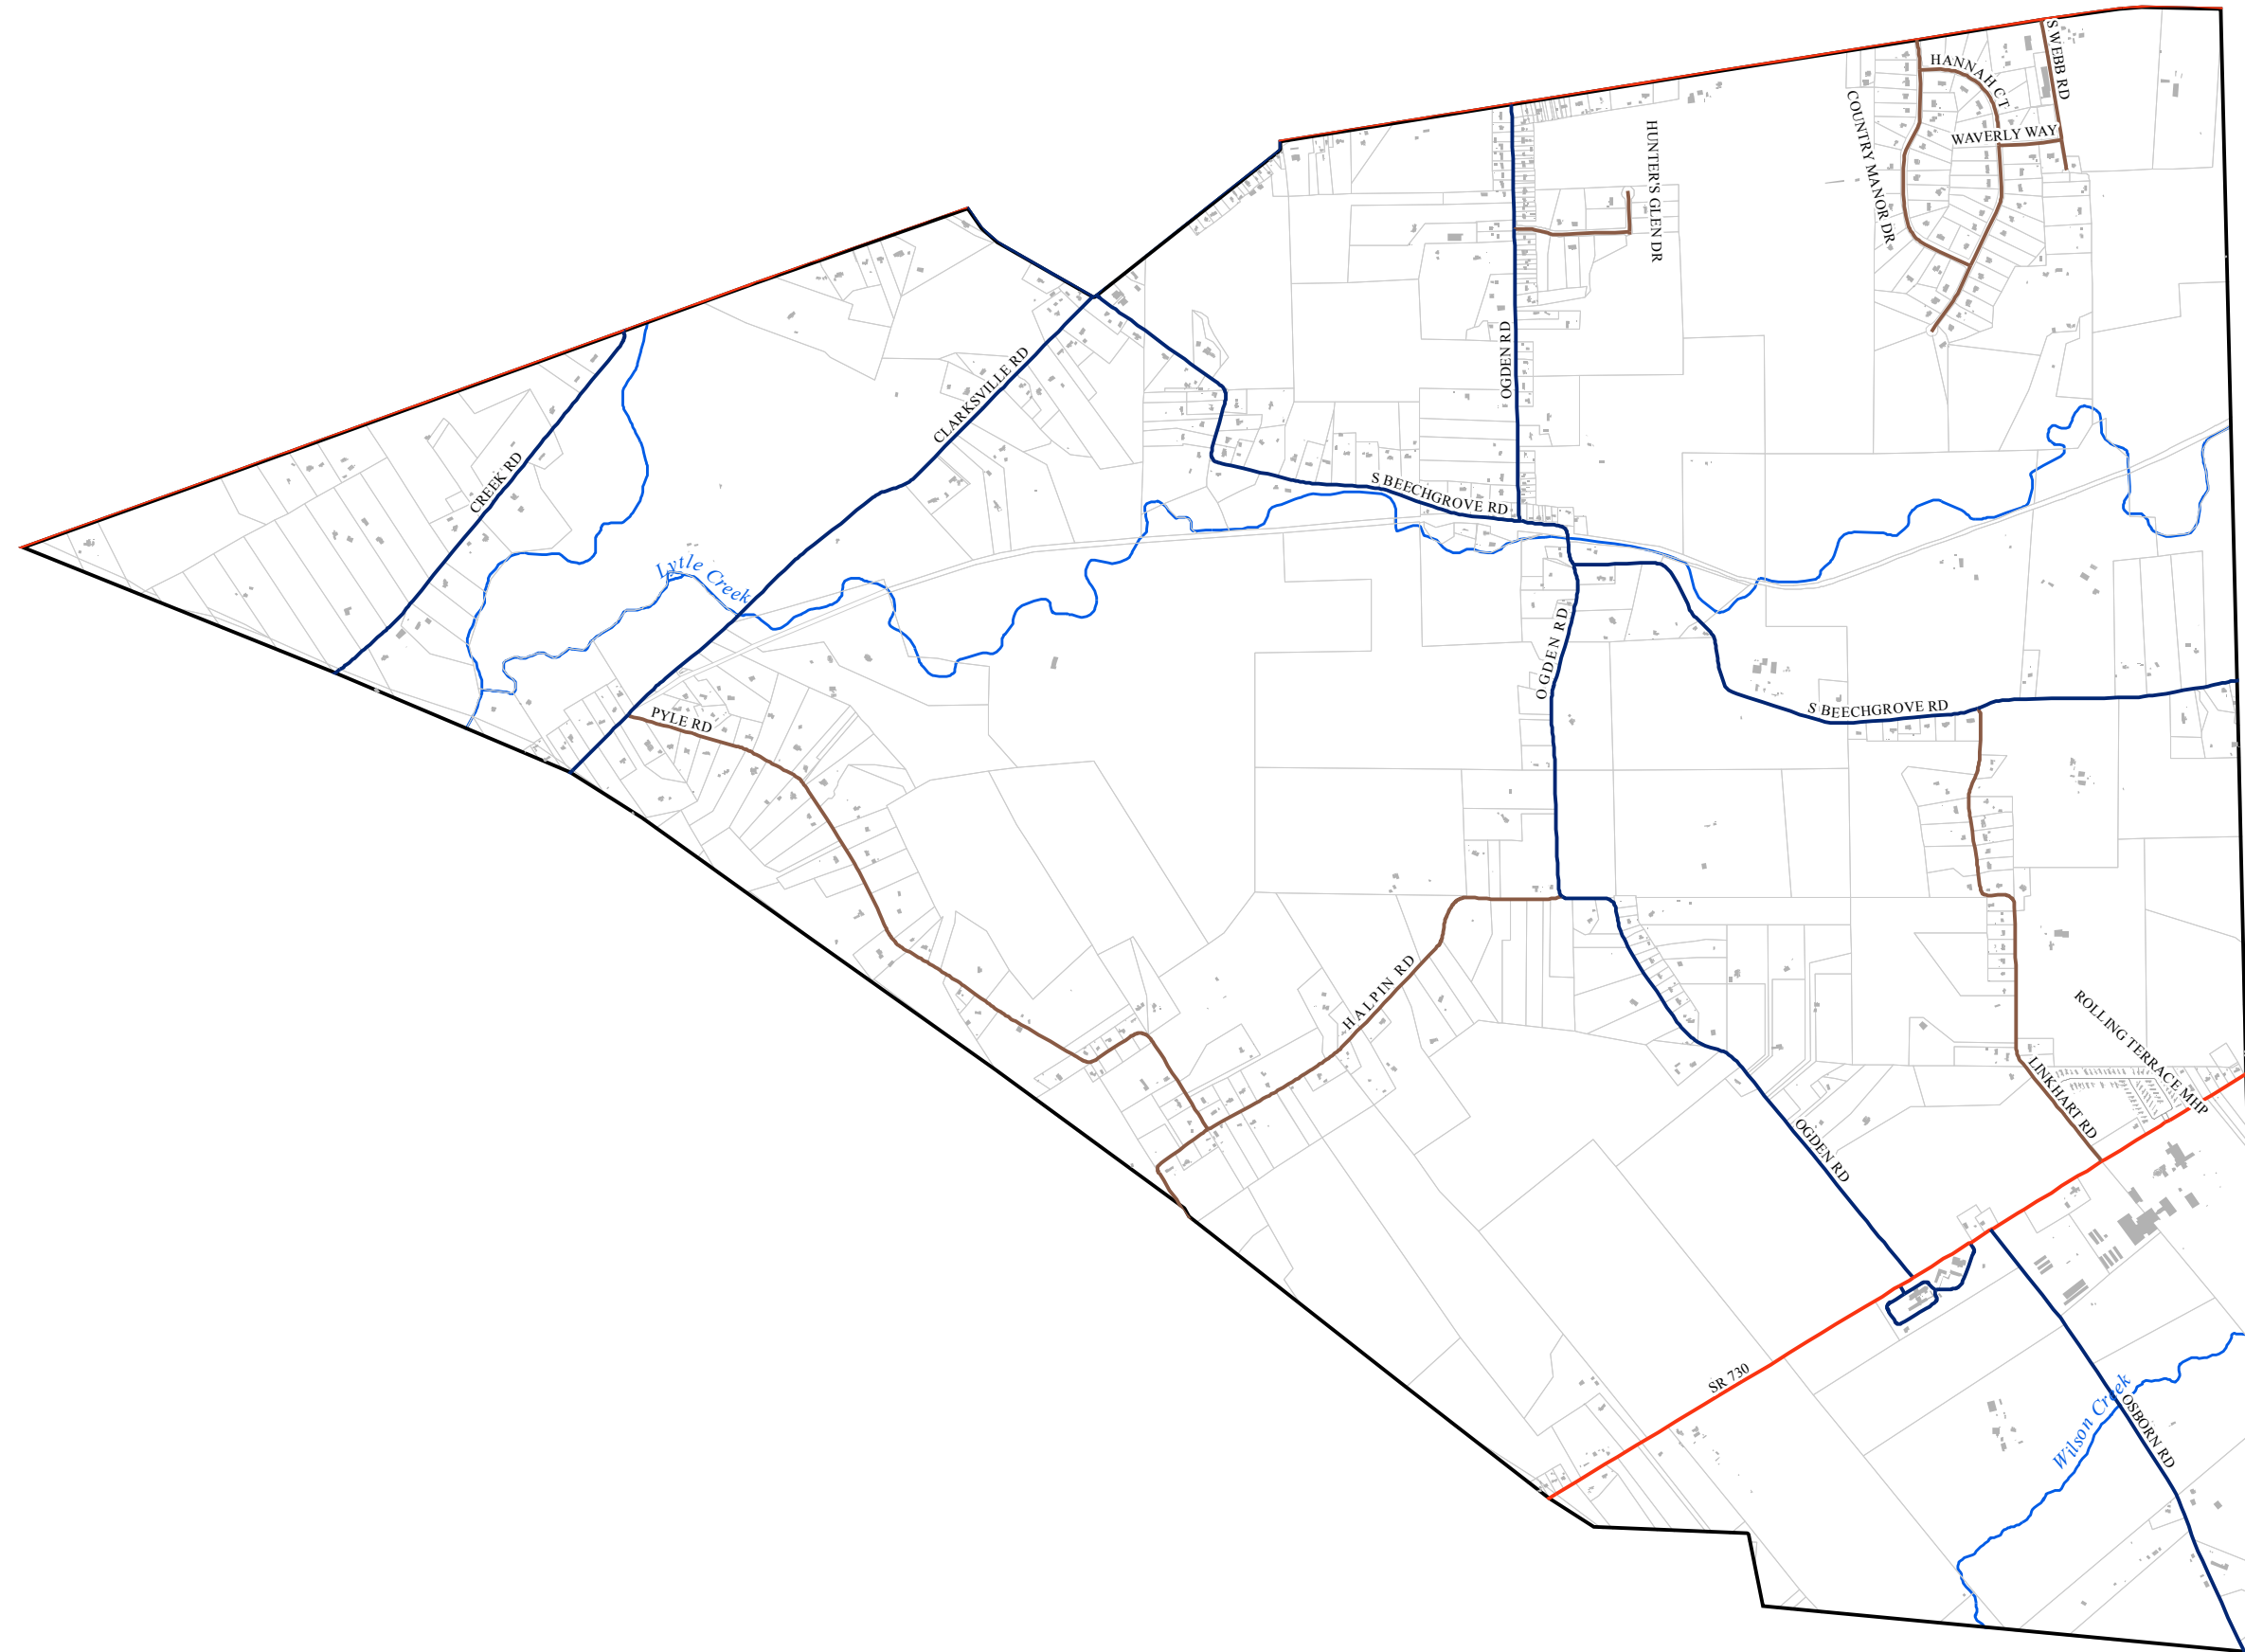 S WEBB RD
HANNAH CT
WAVERLY WAY
COUNTRY MANOR DR
HUNTER'S GLEN DR
OGDEN RD
CLARKSVILLE RD
CREEK RD
S BEECHGROVE RD
Lytle Creek
OGDEN RD
PYLE RD
S BEECHGROVE RD
HALPIN RD
ROLLING TERRACE MHP
LINKHART RD
OGDEN RD
SR 730
Wilson Creek
OSBORN RD